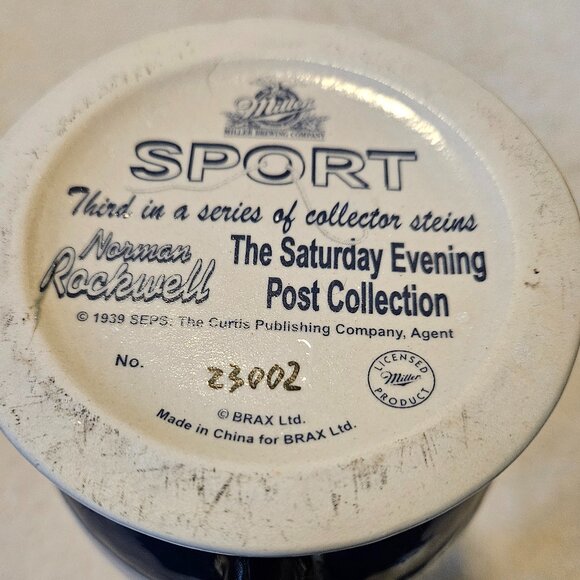 Miller
MILLER BREWING COMPANY
SPORT
Third in a series of collector steins
Norman Rockwell
The Saturday Evening
Post Collection
© 1939 SEPS: The Curtis Publishing Company, Agent
No. 23002
LICENSED
Miller
PRODUCT
© BRAX Ltd.
Made in China for BRAX Ltd.